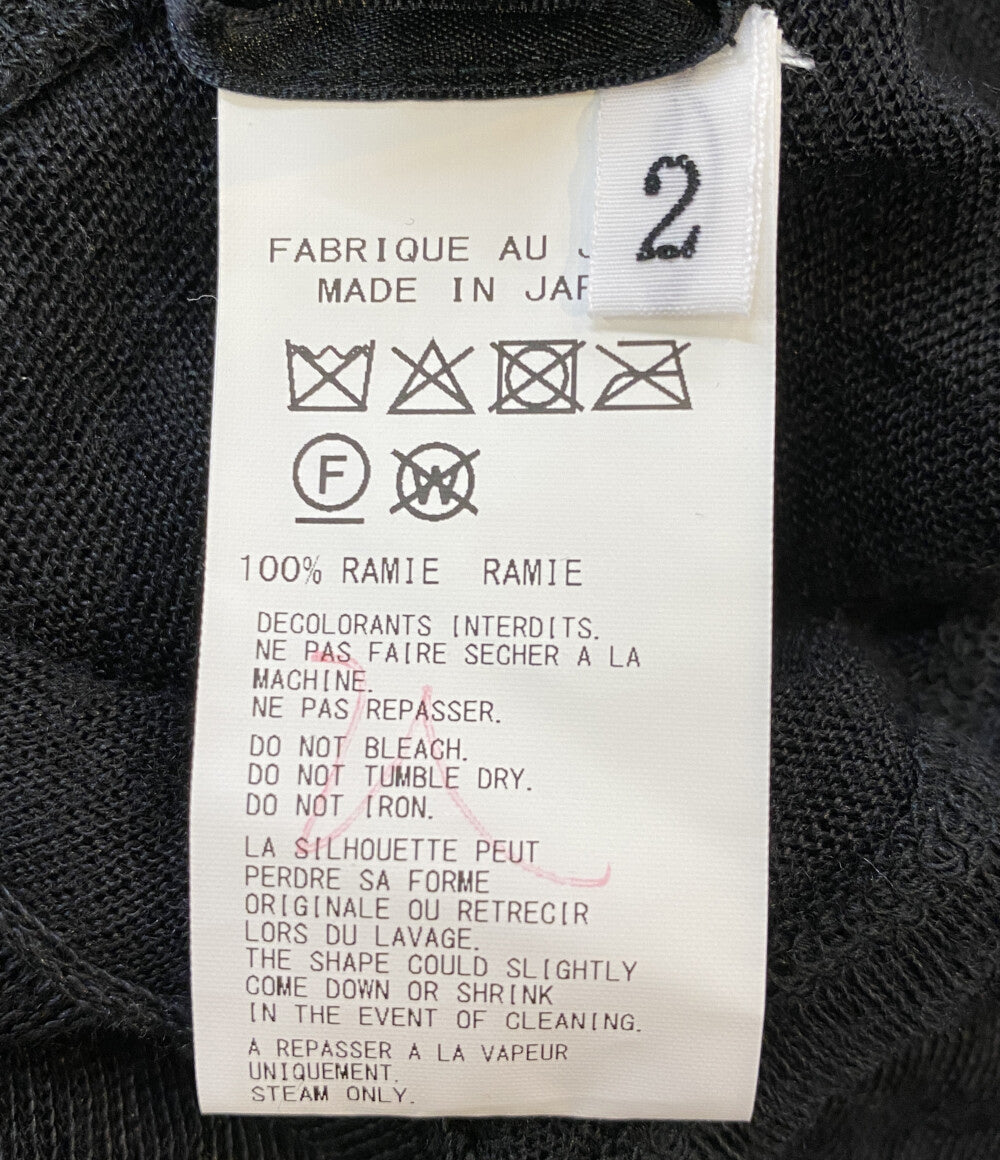 2
FABRIQUE AU
MADE IN JAP
F
W
100% RAMIE RAMIE
DECOLORANTS INTERDITS.
NE PAS FAIRE SECHER A LA
MACHINE.
NE PAS REPASSER.
DO NOT BLEACH.
DO NOT TUMBLE DRY.
DO NOT IRON.
LA SILHOUETTE PEUT
PERDRE SA FORME
ORIGINALE OU RETRECIR
LORS DU LAVAGE.
THE SHAPE COULD SLIGHTLY
COME DOWN OR SHRINK
IN THE EVENT OF CLEANING.
A REPASSER A LA VAPEUR
UNIQUEMENT.
STEAM ONLY.